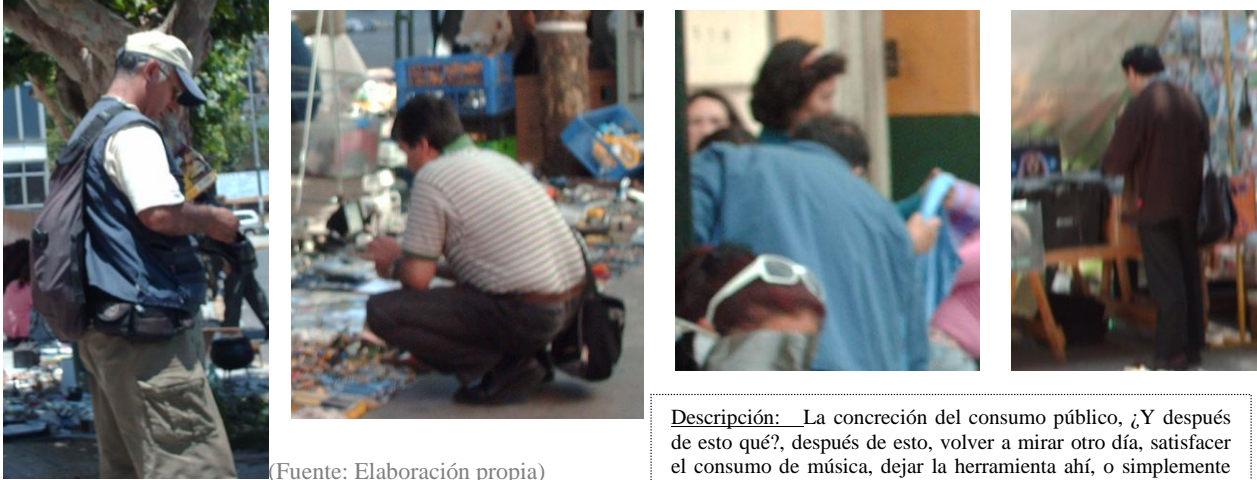 Descripción: La concreción del consumo público, ¿Y después
de esto qué?, después de esto, volver a mirar otro día, satisfacer
el consumo de música, dejar la herramienta ahí, o simplemente
(Fuente: Elaboración propia)